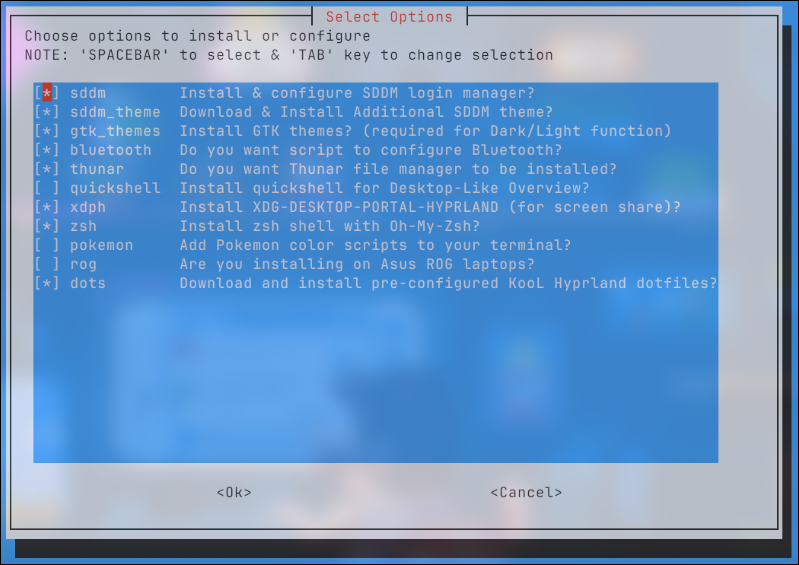 Select Options
Choose options to install or configure
NOTE: 'SPACEBAR' to select & 'TAB' key to change selection
[*] sddm Install & configure SDDM login manager?
[*] sddm_theme Download & Install Additional SDDM theme?
[*] gtk_themes Install GTK themes? (required for Dark/Light function)
[*] bluetooth Do you want script to configure Bluetooth?
[*] thunar Do you want Thunar file manager to be installed?
[ ] quickshell Install quickshell for Desktop-Like Overview?
[*] xdph Install XDG-DESKTOP-PORTAL-HYPRLAND (for screen share)?
[*] zsh Install zsh shell with Oh-My-Zsh?
[ ] pokemon Add Pokemon color scripts to your terminal?
[ ] rog Are you installing on Asus ROG laptops?
[*] dots Download and install pre-configured KooL Hyprland dotfiles?
<Ok> <Cancel>